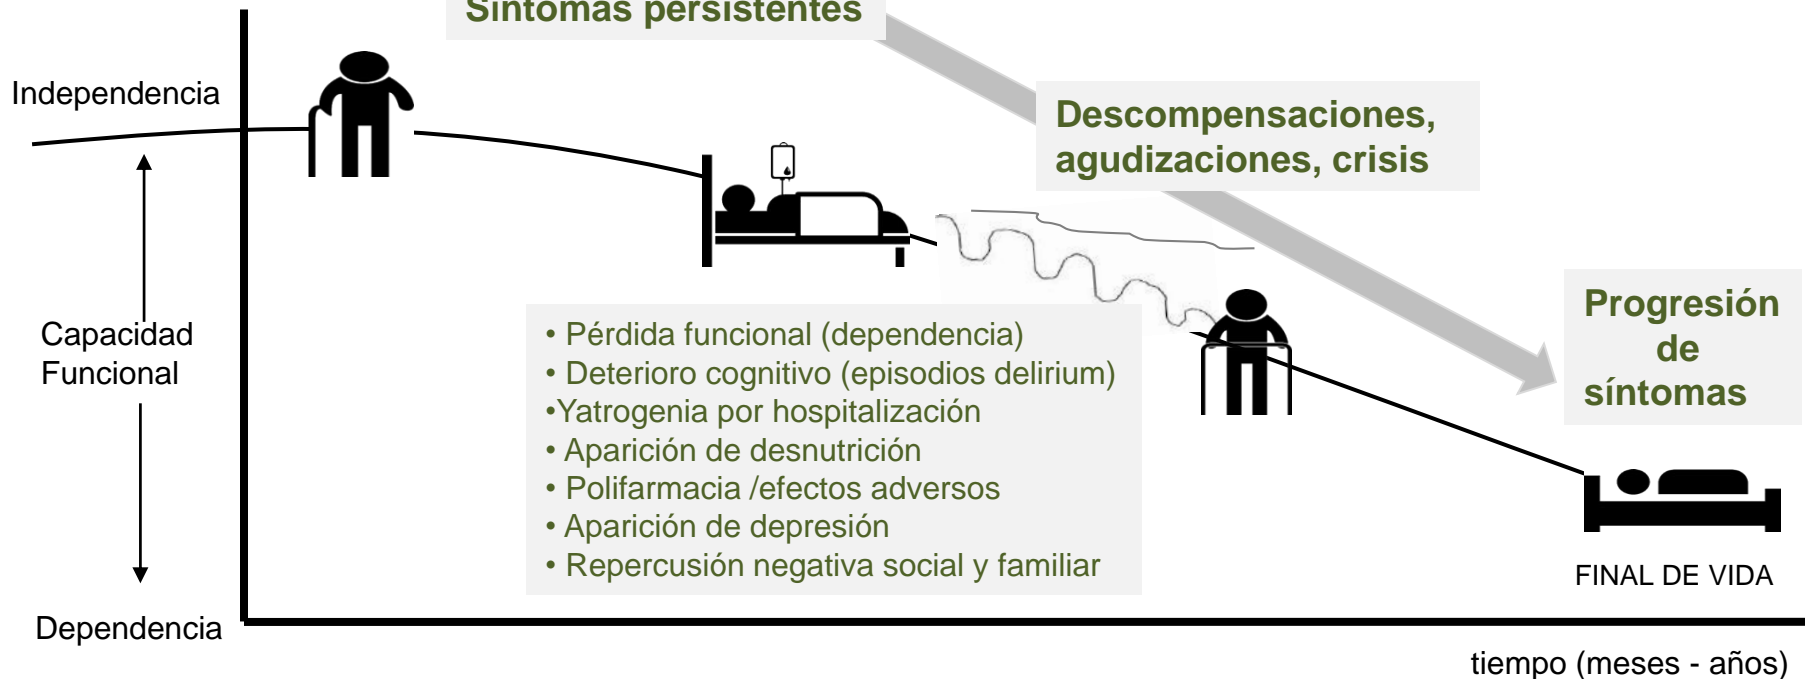 Síntomas persistentes
Independencia
Descompensaciones,
agudizaciones, crisis
Capacidad
Funcional
Progresión
de
síntomas
• Pérdida funcional (dependencia)
• Deterioro cognitivo (episodios delirium)
•Yatrogenia por hospitalización
• Aparición de desnutrición
• Polifarmacia /efectos adversos
• Aparición de depresión
• Repercusión negativa social y familiar
FINAL DE VIDA
Dependencia
tiempo (meses - años)